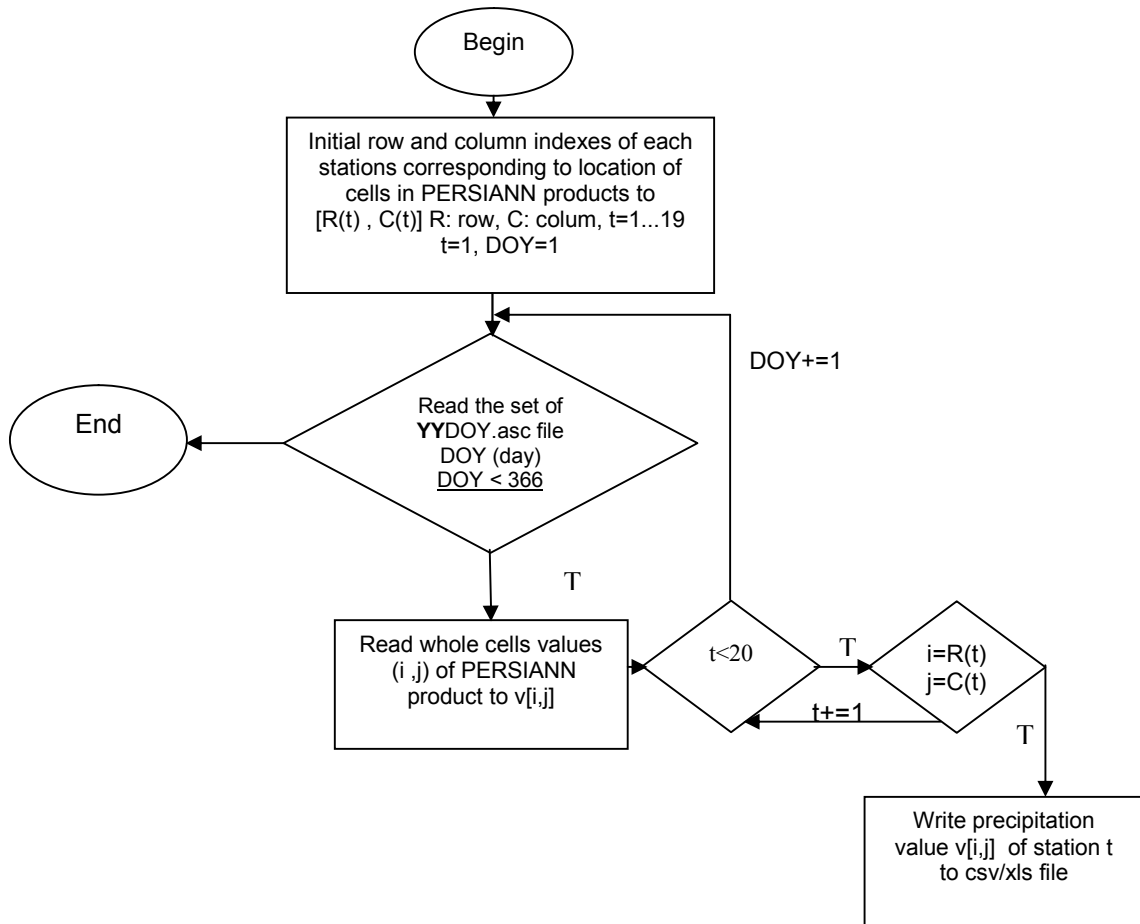 Begin
Initial row and column indexes of each
stations corresponding to location of
cells in PERSIANN products to
[R(t) , C(t)] R: row, C: colum, t=1...19
t=1, DOY=1
DOY+=1
End
Read the set of
YYDOY.asc file
DOY (day)
DOY < 366
T
Read whole cells values
(i ,j) of PERSIANN
product to v[i,j]
t<20
T
i=R(t)
j=C(t)
t+=1
T
Write precipitation
value v[i,j] of station t
to csv/xls file